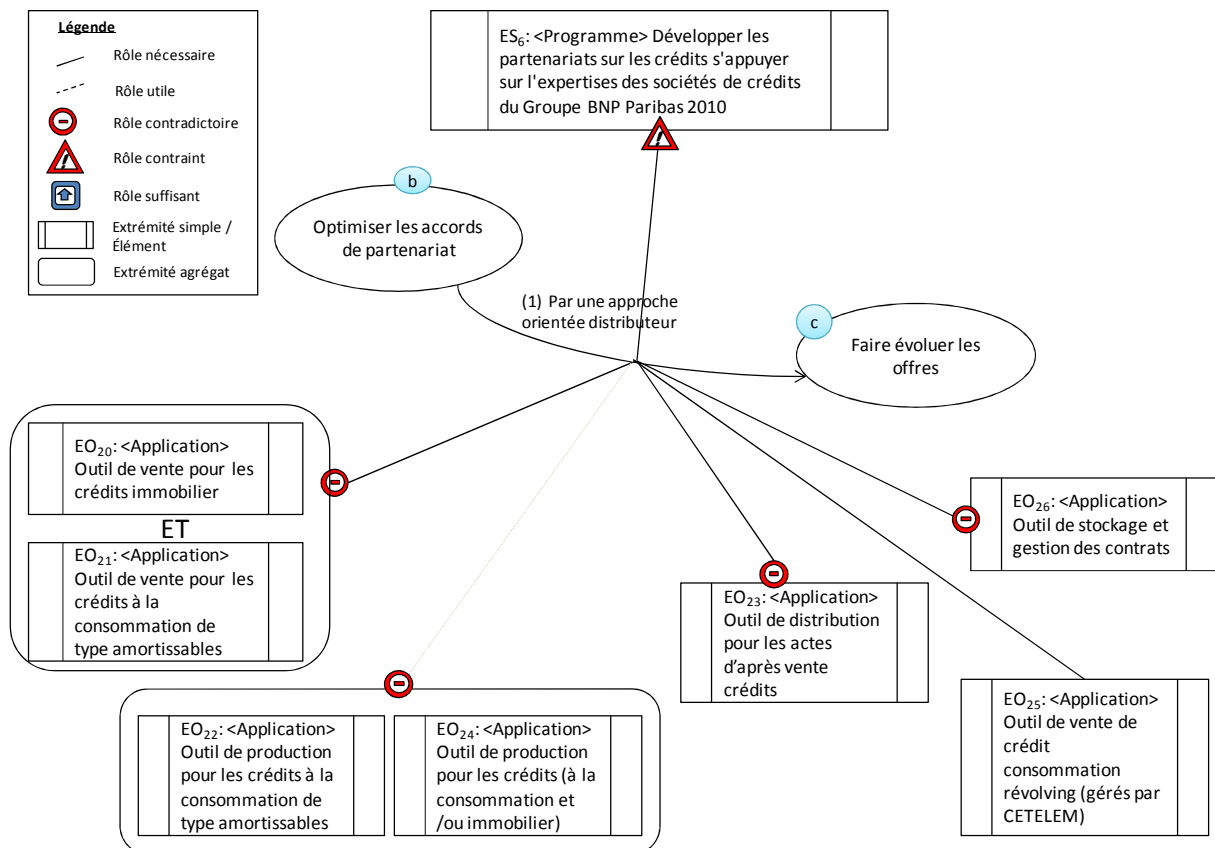 Légende
Rôle nécessaire
Rôle utile
Rôle contradictoire
Rôle contraint
Rôle suffisant
Extrémité simple /
Élément
Extrémité agrégat
ES6: <Programme> Développer les
partenariats sur les crédits s'appuyer
sur l'expertises des sociétés de crédits
du Groupe BNP Paribas 2010
b
Optimiser les accords
de partenariat
(1) Par une approche
orientée distributeur
c
Faire évoluer les
offres
EO20: <Application>
Outil de vente pour les
crédits immobilier
ET
EO21: <Application>
Outil de vente pour les
crédits à la
consommation de
type amortissables
EO22: <Application>
Outil de production
pour les crédits à la
consommation de
type amortissables
EO24: <Application>
Outil de production
pour les crédits (à la
consommation et
/ou immobilier)
EO23: <Application>
Outil de distribution
pour les actes
d’après vente
crédits
EO26: <Application>
Outil de stockage et
gestion des contrats
EO25: <Application>
Outil de vente de
crédit
consommation
révolving (gérés par
CETELEM)